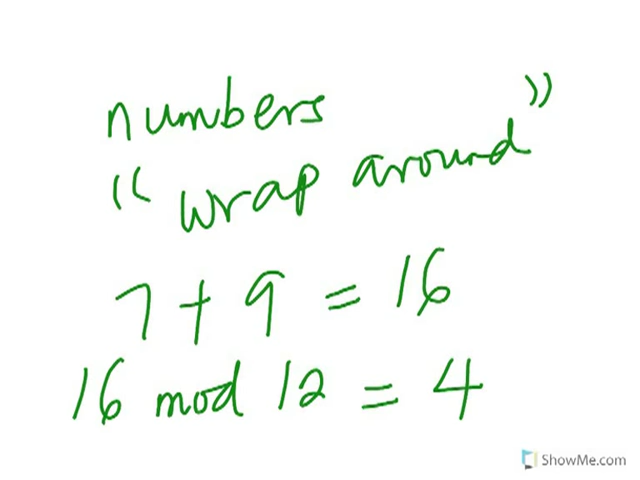 numbers
"wrap around"
7 + 9 = 16
16 mod 12 = 4
ShowMe.com